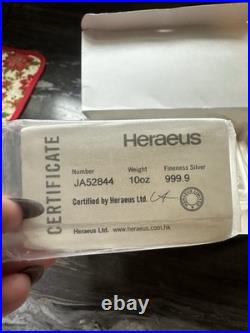 CERTIFICATE
Heraeus
Number Weight Fineness Silver
JA52844 10oz 999.9
Certified by Heraeus Ltd.
Heraeus Ltd. www.heraeus.com.hk